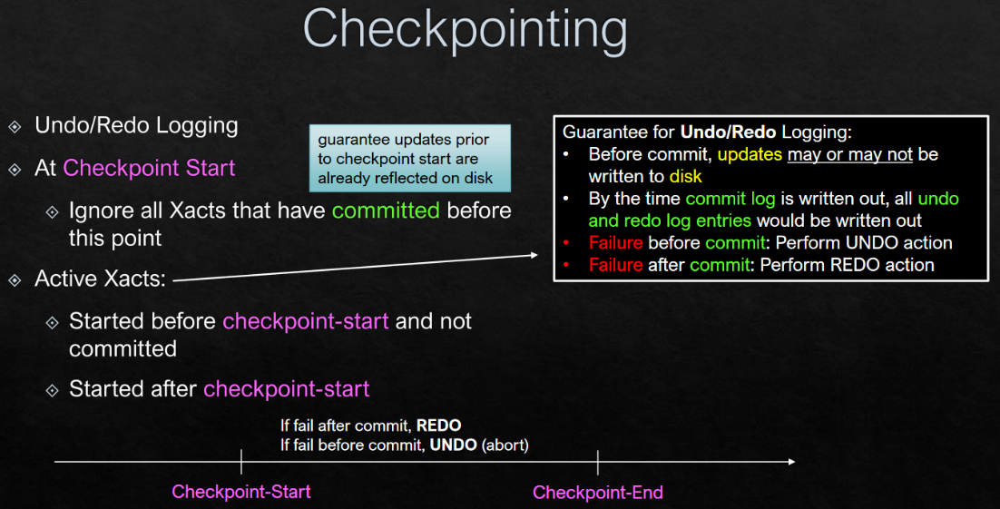 Checkpointing
Undo/Redo Logging
At Checkpoint Start
guarantee updates prior
to checkpoint start are
already reflected on disk
Ignore all Xacts that have committed before
this point
Active Xacts:
Started before checkpoint-start and not
committed
Started after checkpoint-start
Guarantee for Undo/Redo Logging:
• Before commit, updates may or may not be
written to disk
• By the time commit log is written out, all undo
and redo log entries would be written out
• Failure before commit: Perform UNDO action
• Failure after commit: Perform REDO action
If fail after commit, REDO
If fail before commit, UNDO (abort)
Checkpoint-Start
Checkpoint-End